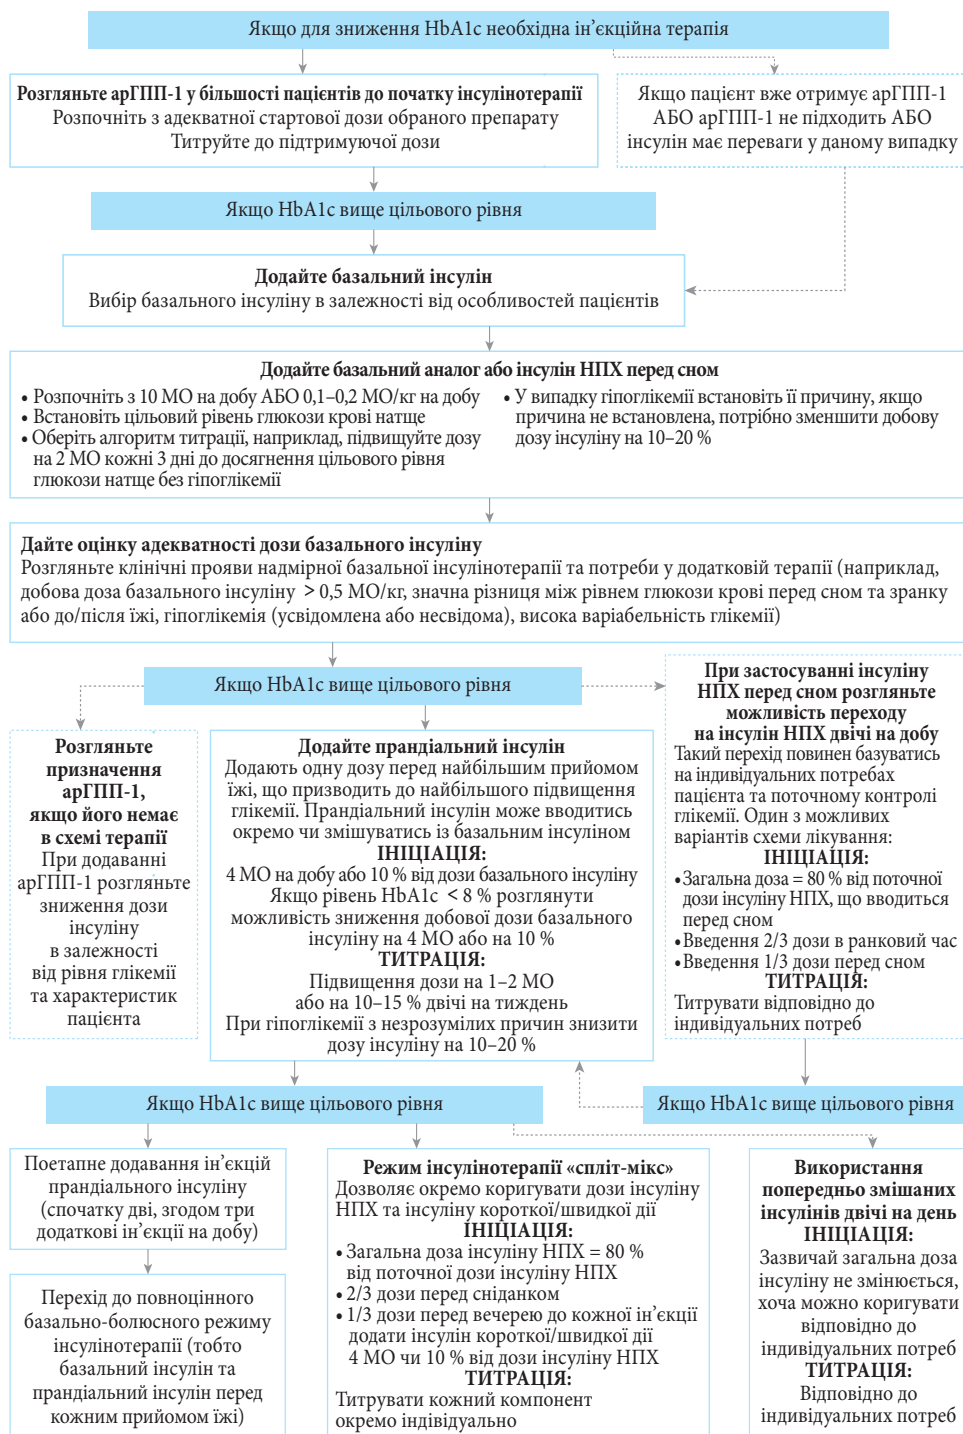 Якщо для зниження HbA1c необхідна ін’єкційна терапія
Розгляньте арГПП-1 у більшості пацієнтів до початку інсулінотерапії
Розпочніть з адекватної стартової дози обраного препарату
Титруйте до підтримуючої дози
Якщо пацієнт вже отримує арГПП-1
АБО арГПП-1 не підходить АБО
інсулін має переваги у даному випадку
Якщо HbA1c вище цільового рівня
Додайте базальний інсулін
Вибір базального інсуліну в залежності від особливостей пацієнтів
Додайте базальний аналог або інсулін НПХ перед сном
• Розпочніть з 10 МО на добу АБО 0,1–0,2 МО/кг на добу
• Встановіть цільовий рівень глюкози крові натще
• Оберіть алгоритм титрації, наприклад, підвищуйте дозу
на 2 МО кожні 3 дні до досягнення цільового рівня
глюкози натще без гіпоглікемії
• У випадку гіпоглікемії встановіть її причину, якщо
причина не встановлена, потрібно зменшити добову
дозу інсуліну на 10–20 %
Дайте оцінку адекватності дози базального інсуліну
Розгляньте клінічні прояви надмірної базальної інсулінотерапії та потреби у додатковій терапії (наприклад,
добова доза базального інсуліну > 0,5 МО/кг, значна різниця між рівнем глюкози крові перед сном та зранку
або до/після їжі, гіпоглікемія (усвідомлена або несвідома), висока варіабельність глікемії)
Якщо HbA1c вище цільового рівня
Розгляньте
призначення
арГПП-1,
якщо його немає
в схемі терапії
При додаванні
арГПП-1 розгляньте
зниження дози
інсуліну
в залежності
від рівня глікемії
та характеристик
пацієнта
Додайте прандіальний інсулін
Додають одну дозу перед найбільшим прийомом
їжі, що призводить до найбільшого підвищення
глікемії. Прандіальний інсулін може вводитись
окремо чи змішуватись із базальним інсуліном
ІНІЦІАЦІЯ:
4 МО на добу або 10 % від дози базального інсуліну
Якщо рівень HbA1c < 8 % розглянути
можливість зниження добової дози базального
інсуліну на 4 МО або на 10 %
ТИТРАЦІЯ:
Підвищення дози на 1–2 МО
або на 10–15 % двічі на тиждень
При гіпоглікемії з незрозумілих причин знизити
дозу інсуліну на 10–20 %
При застосуванні інсуліну
НПХ перед сном розгляньте
можливість переходу
на інсулін НПХ двічі на добу
Такий перехід повинен базуватись
на індивідуальних потребах
пацієнта та поточному контролі
глікемії. Один з можливих
варіантів схеми лікування:
ІНІЦІАЦІЯ:
• Загальна доза = 80 % від поточної
дози інсуліну НПХ, що вводиться
перед сном
• Введення 2/3 дози в ранковий час
• Введення 1/3 дози перед сном
ТИТРАЦІЯ:
Титрувати відповідно до
індивідуальних потреб
Якщо HbA1c вище цільового рівня
Якщо HbA1c вище цільового рівня
Поетапне додавання ін’єкцій
прандіального інсуліну
(спочатку дві, згодом три
додаткові ін’єкції на добу)
Перехід до повноцінного
базально-болюсного режиму
інсулінотерапії (тобто
базальний інсулін та
прандіальний інсулін перед
кожним прийомом їжі)
Режим інсулінотерапії «спліт-мікс»
Дозволяє окремо коригувати дози інсуліну
НПХ та інсуліну короткої/швидкої дії
ІНІЦІАЦІЯ:
• Загальна доза інсуліну НПХ = 80 %
від поточної дози інсуліну НПХ
• 2/3 дози перед сніданком
• 1/3 дози перед вечерею до кожної ін’єкції
додати інсулін короткої/швидкої дії
4 МО чи 10 % від дози інсуліну НПХ
ТИТРАЦІЯ:
Титрувати кожний компонент
окремо індівідуально
Використання
попередньо змішаних
інсулінів двічі на день
ІНІЦІАЦІЯ:
Зазвичай загальна доза
інсуліну не змінюється,
хоча можна коригувати
відповідно до
індивідуальних потреб
ТИТРАЦІЯ:
Відповідно до
індивідуальних потреб